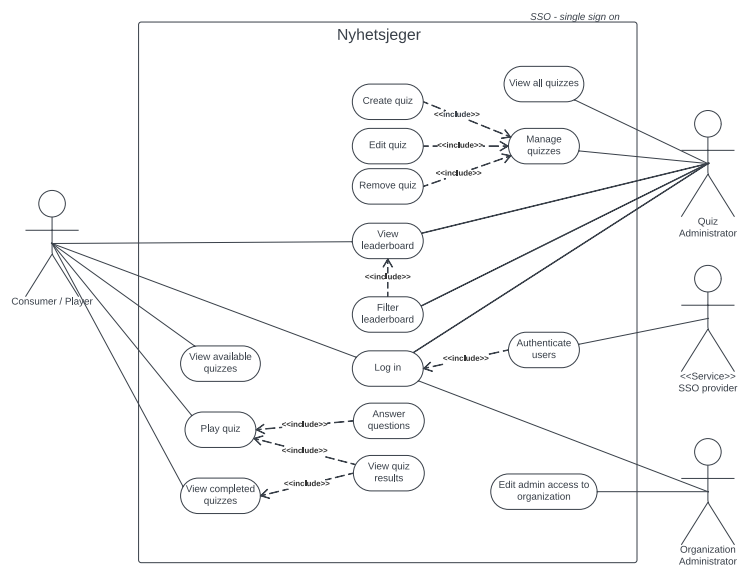 SSO - single sign on
Nyhetsjeger
View all quizzes
Create quiz
<<include>>
Edit quiz
<<include>>
Manage
quizzes
<<include>>
Remove quiz
Quiz
Administrator
View
leaderboard
<<include>>
Consumer / Player
Filter
leaderboard
Authenticate
users
<<include>>
View available
quizzes
Log in
<<Service>>
SSO provider
Answer
questions
<<include>>
Play quiz
<<include>>
View quiz
results
<<include>>
View completed
quizzes
Edit admin access to
organization
Organization
Administrator